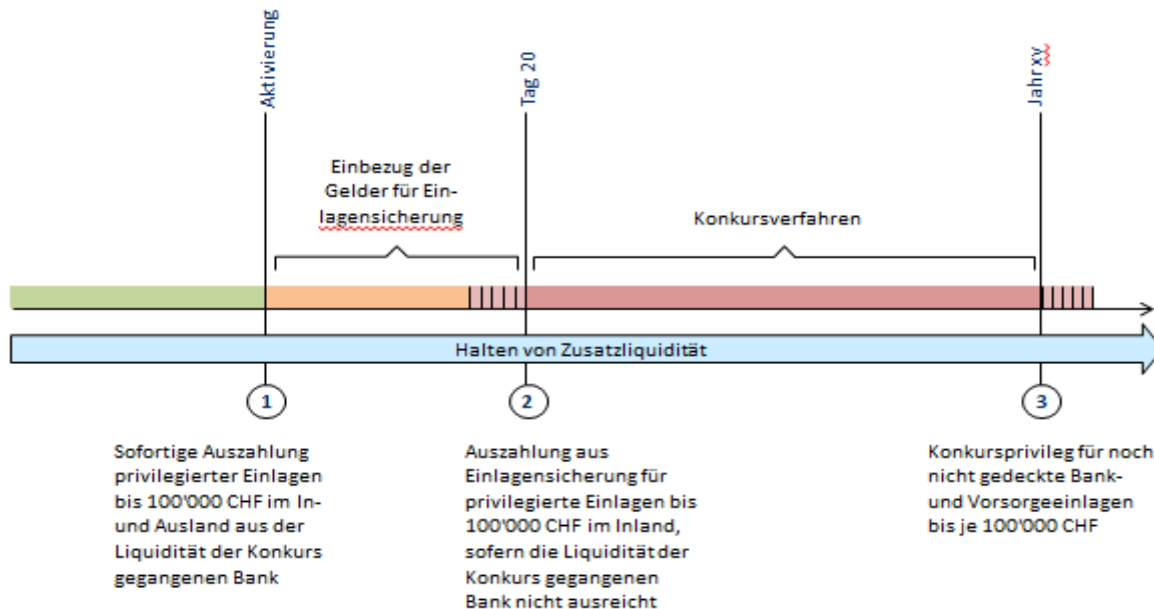 Aktivierung
Tag 20
Jahr xy
Einbezug der
Gelder für Ein-
lagensicherung
Konkursverfahren
Halten von Zusatzliquidität
1
2
3
Sofortige Auszahlung
privilegierter Einlagen
bis 100'000 CHF im In-
und Ausland aus der
Liquidität der Konkurs
gegangenen Bank
Auszahlung aus
Einlagensicherung für
privilegierte Einlagen bis
100'000 CHF im Inland,
sofern die Liquidität der
Konkurs gegangenen
Bank nicht ausreicht
Konkursprivileg für noch
nicht gedeckte Bank-
und Vorsorgeeinlagen
bis je 100'000 CHF